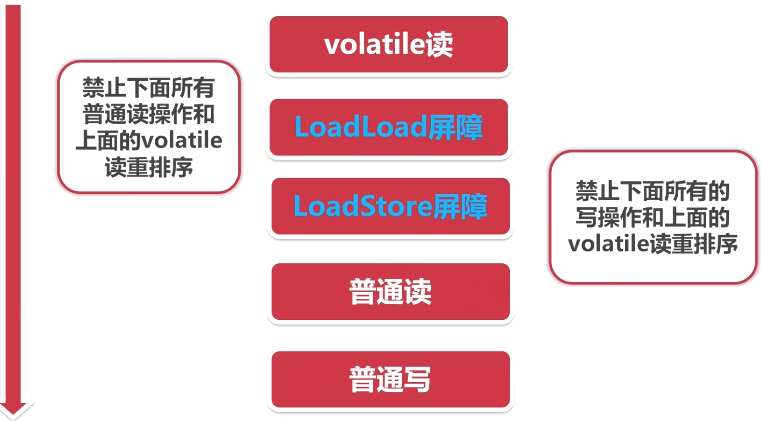 volatile读
禁止下面所有
普通读操作和
上面的volatile
读重排序
LoadLoad屏障
LoadStore屏障
禁止下面所有的
写操作和上面的
volatile读重排序
普通读
普通写